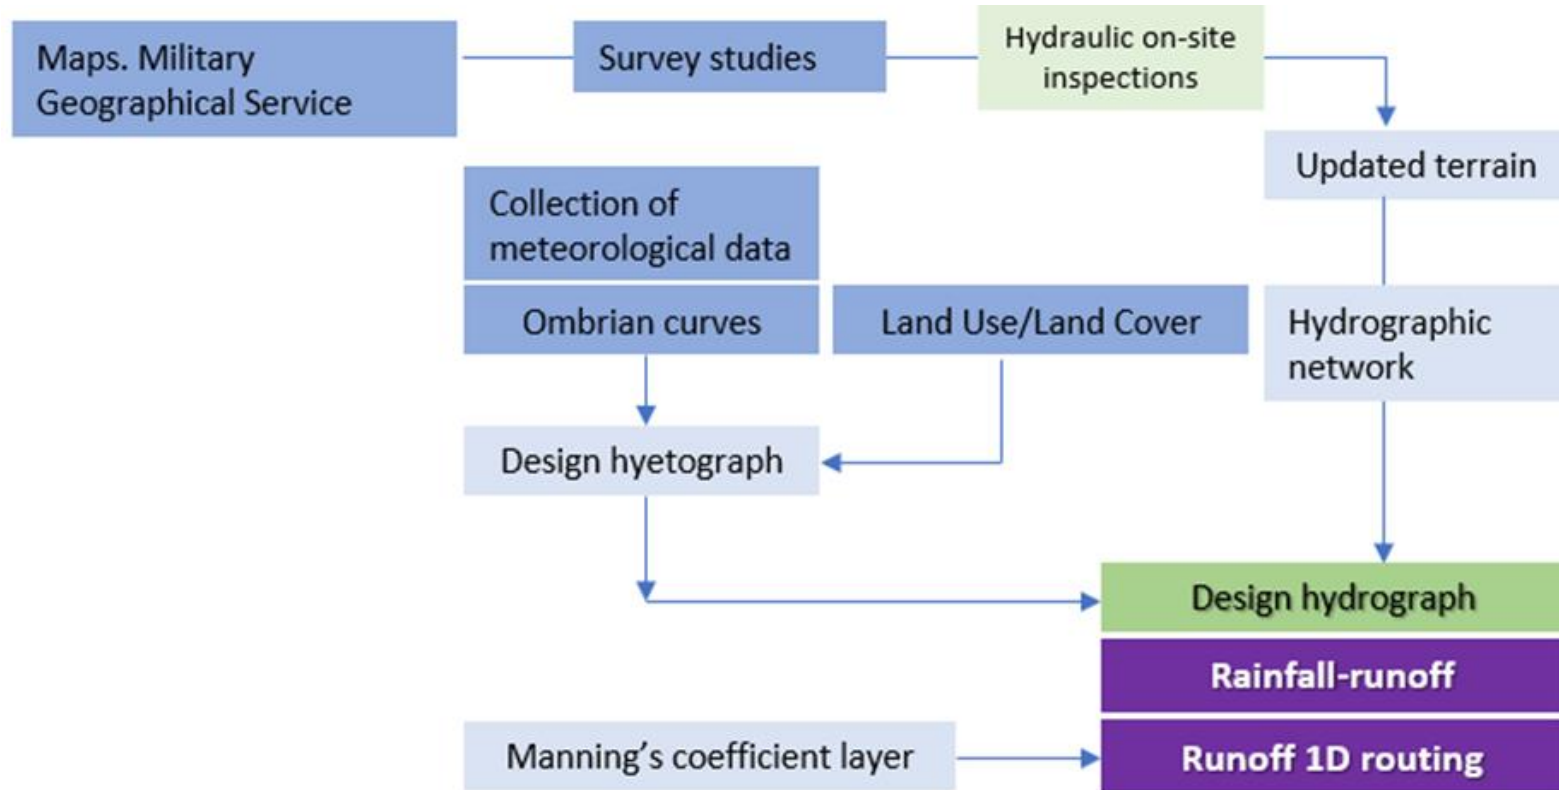 Maps. Military
Geographical Service
Survey studies
Hydraulic on-site
inspections
Updated terrain
Collection of
meteorological data
Ombrian curves
Land Use/Land Cover
Hydrographic
network
Design hyetograph
Design hydrograph
Rainfall-runoff
Manning’s coefficient layer
Runoff 1D routing